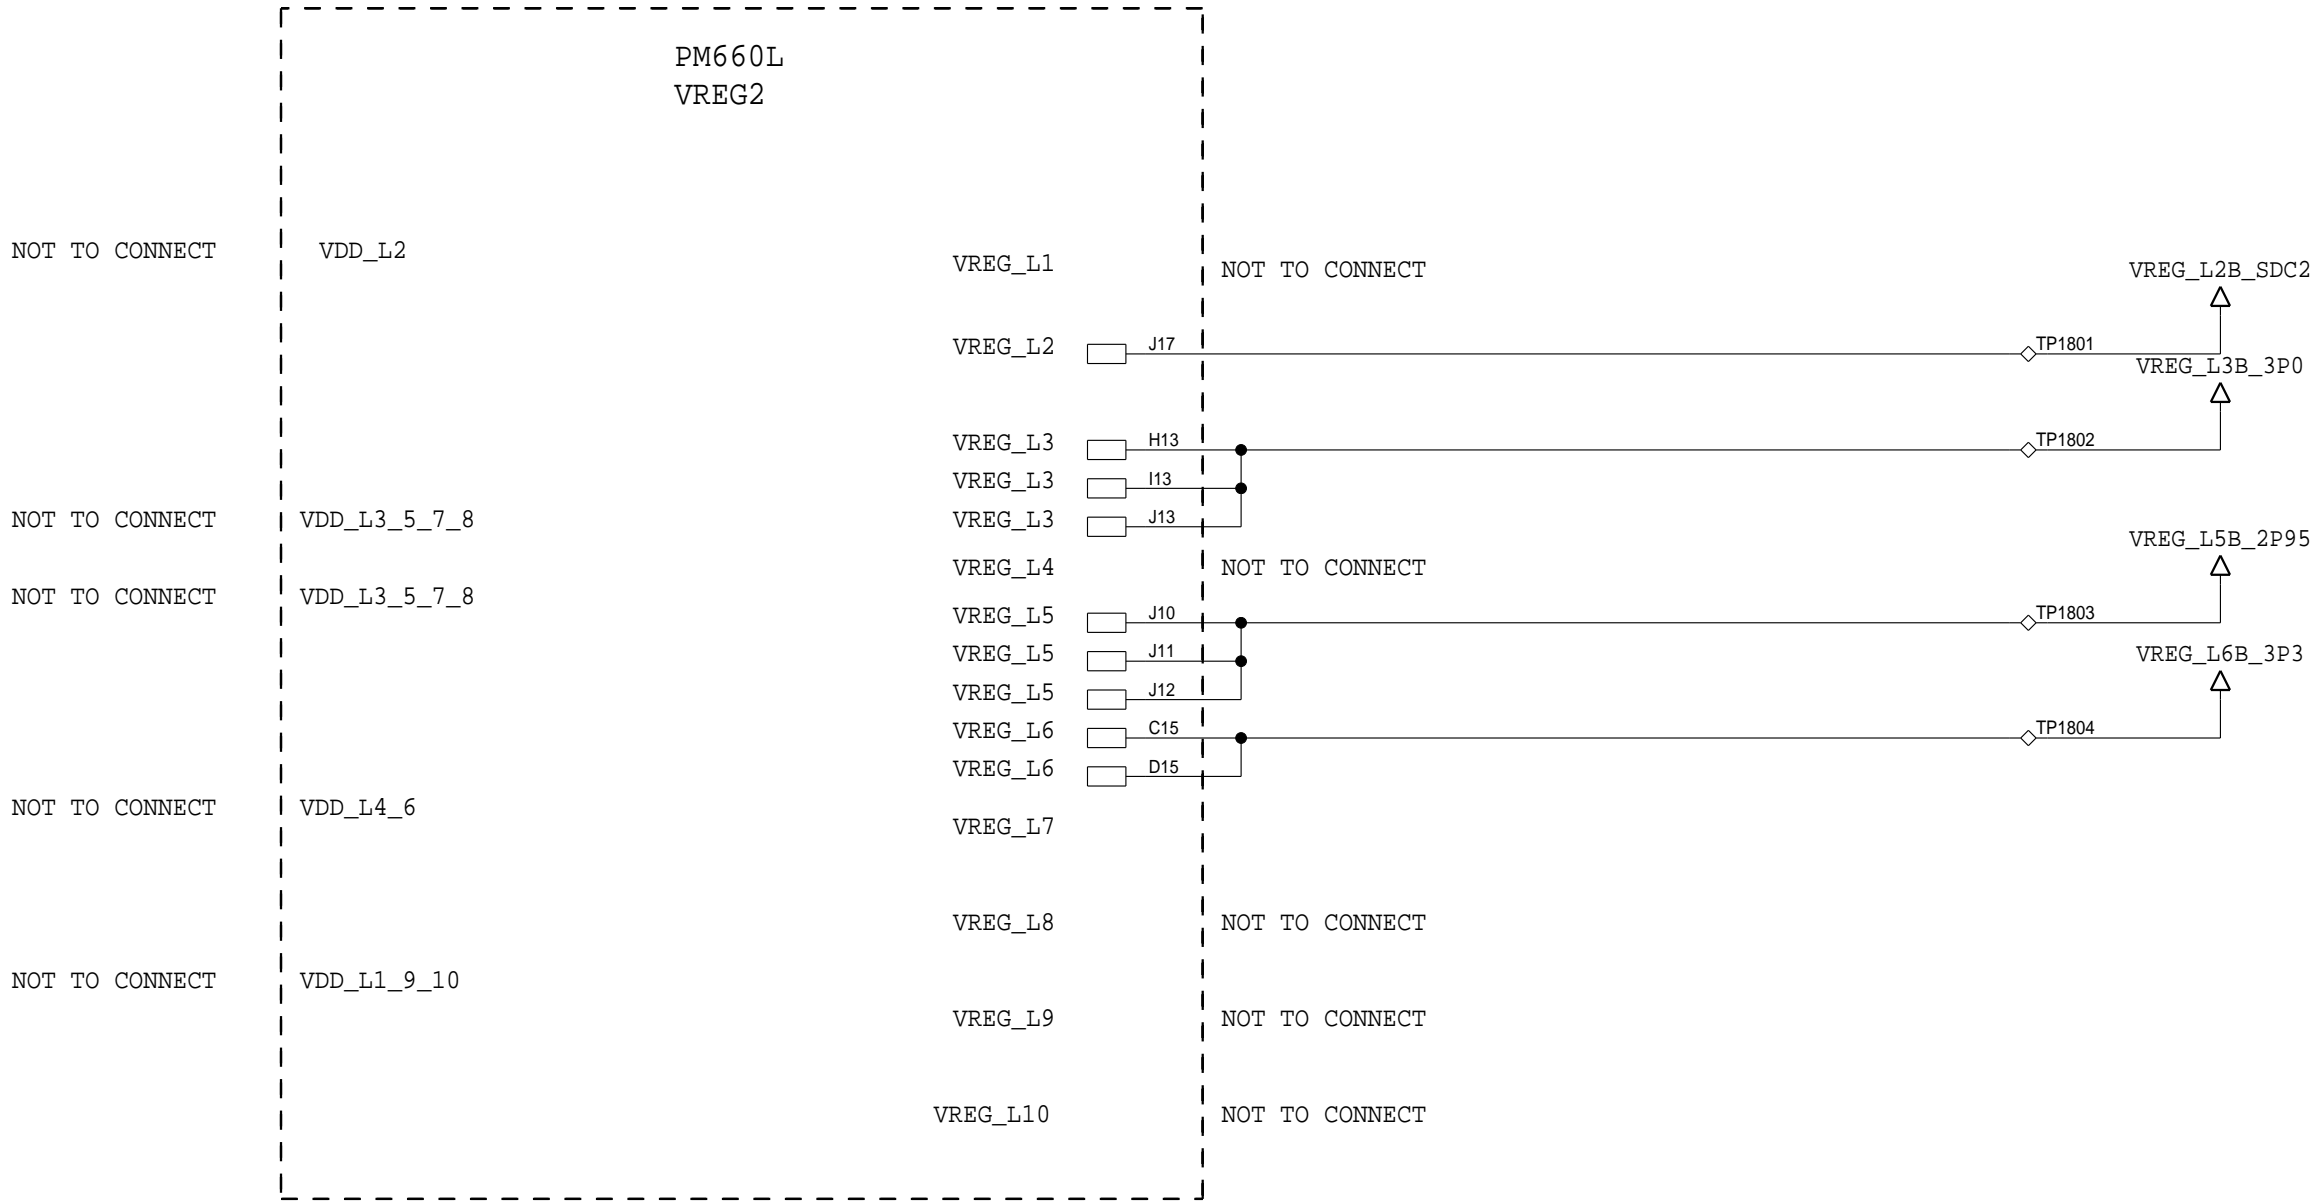 PM660L
VREG2
NOT TO CONNECT VDD_L2
VREG_L1 NOT TO CONNECT VREG_L2B_SDC2
VREG_L2 J17 TP1801
VREG_L3B_3P0
VREG_L3 H13 TP1802
VREG_L3 I13
NOT TO CONNECT VDD_L3_5_7_8 VREG_L3 J13
VREG_L5B_2P95
VREG_L4 NOT TO CONNECT
NOT TO CONNECT VDD_L3_5_7_8
VREG_L5 J10 TP1803
VREG_L5 J11 VREG_L6B_3P3
VREG_L5 J12
VREG_L6 C15 TP1804
VREG_L6 D15
NOT TO CONNECT VDD_L4_6
VREG_L7
VREG_L8 NOT TO CONNECT
NOT TO CONNECT VDD_L1_9_10
VREG_L9 NOT TO CONNECT
VREG_L10 NOT TO CONNECT